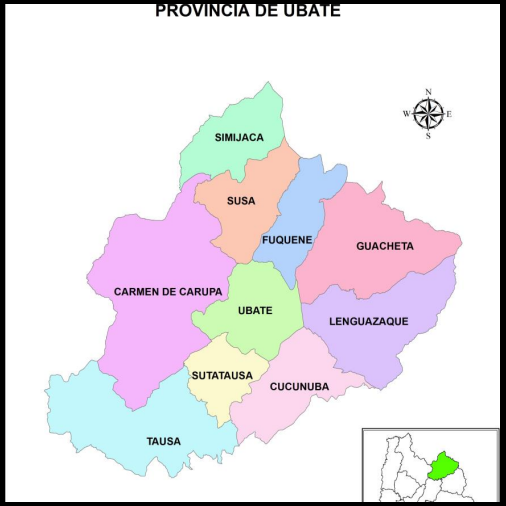 PROVINCIA DE UBATE
N
W E
S
SIMIJACA
SUSA
FUQUENE
GUACHETA
CARMEN DE CARUPA
UBATE
LENGUAZAQUE
SUTATAUSA
CUCUNUBA
TAUSA